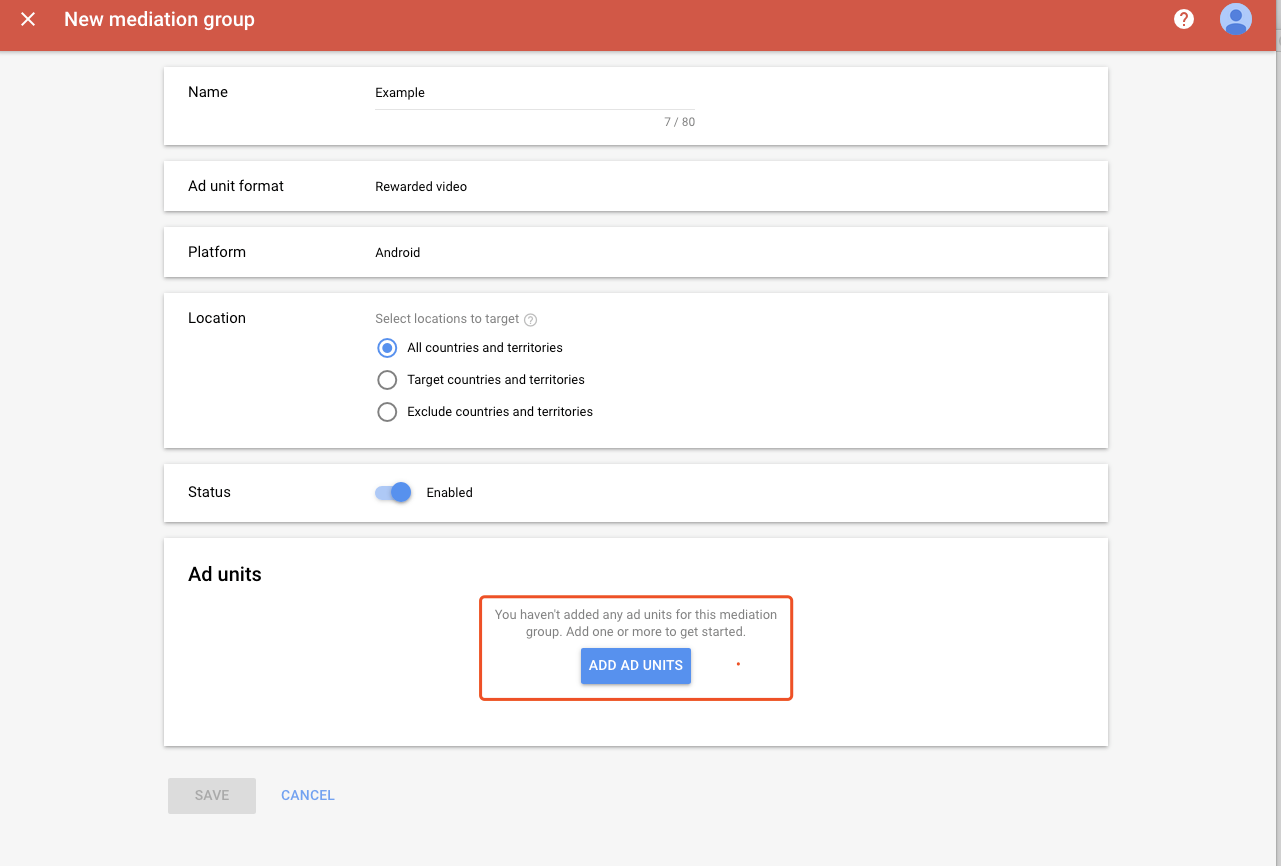 New mediation group
?
Name
Example
7 / 80
Ad unit format
Rewarded video
Platform
Android
Location
Select locations to target ?
All countries and territories
Target countries and territories
Exclude countries and territories
Status
Enabled
Ad units
You haven't added any ad units for this mediation
group. Add one or more to get started.
ADD AD UNITS
SAVE
CANCEL